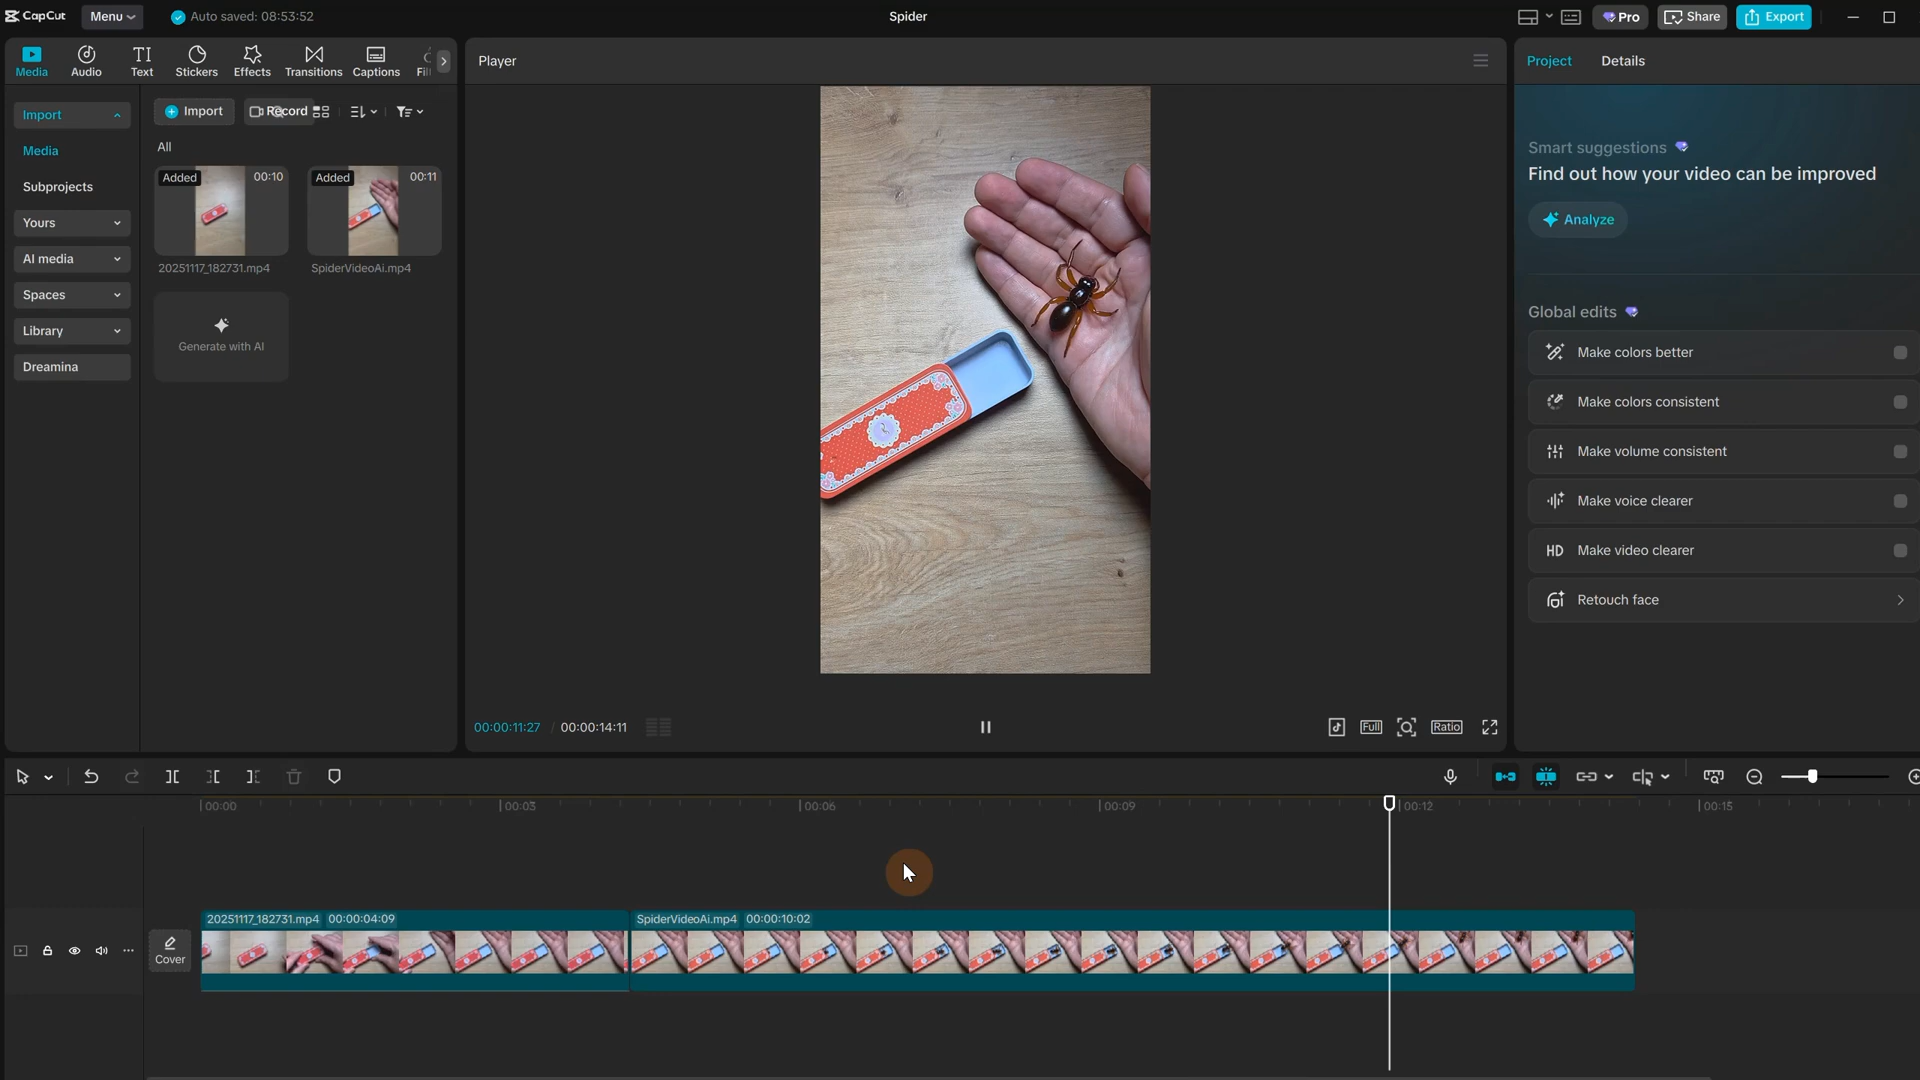 CapCut Menu Auto saved: 08:53:52 Spider Pro Share Export
Media Audio Text Stickers Effects Transitions Captions Fil
Player
Project Details
Import
Media
Subprojects
Yours
AI media
Spaces
Library
Dreamina
Import Record
All
Added 00:10 Added 00:11
20251117_182731.mp4 SpiderVideoAi.mp4
Generate with AI
00:00:11:27 / 00:00:14:11 Full Ratio
Smart suggestions
Find out how your video can be improved
Analyze
Global edits
Make colors better
Make colors consistent
Make volume consistent
Make voice clearer
HD Make video clearer
Retouch face
00:00 00:03 00:06 00:09 00:12 00:15
20251117_182731.mp4 00:00:04:09 SpiderVideoAi.mp4 00:00:10:02
Cover